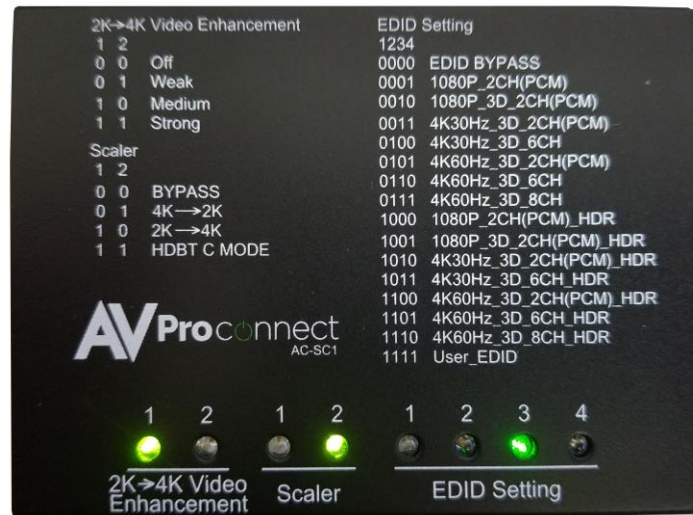 2K→4K Video Enhancement
1 2
0 0 Off
0 1 Weak
1 0 Medium
1 1 Strong
Scaler
1 2
0 0 BYPASS
0 1 4K→2K
1 0 2K→4K
1 1 HDBT C MODE
EDID Setting
1234
0000 EDID BYPASS
0001 1080P_2CH(PCM)
0010 1080P_3D_2CH(PCM)
0011 4K30Hz_3D_2CH(PCM)
0100 4K30Hz_3D_6CH
0101 4K60Hz_3D_2CH(PCM)
0110 4K60Hz_3D_6CH
0111 4K60Hz_3D_8CH
1000 1080P_2CH(PCM)_HDR
1001 1080P_3D_2CH(PCM)_HDR
1010 4K30Hz_3D_2CH(PCM)_HDR
1011 4K30Hz_3D_6CH_HDR
1100 4K60Hz_3D_2CH(PCM)_HDR
1101 4K60Hz_3D_6CH_HDR
1110 4K60Hz_3D_8CH_HDR
1111 User_EDID
AVProconnect
AC-SC1
1 2 1 2 1 2 3 4
2K→4K Video
Enhancement
Scaler
EDID Setting